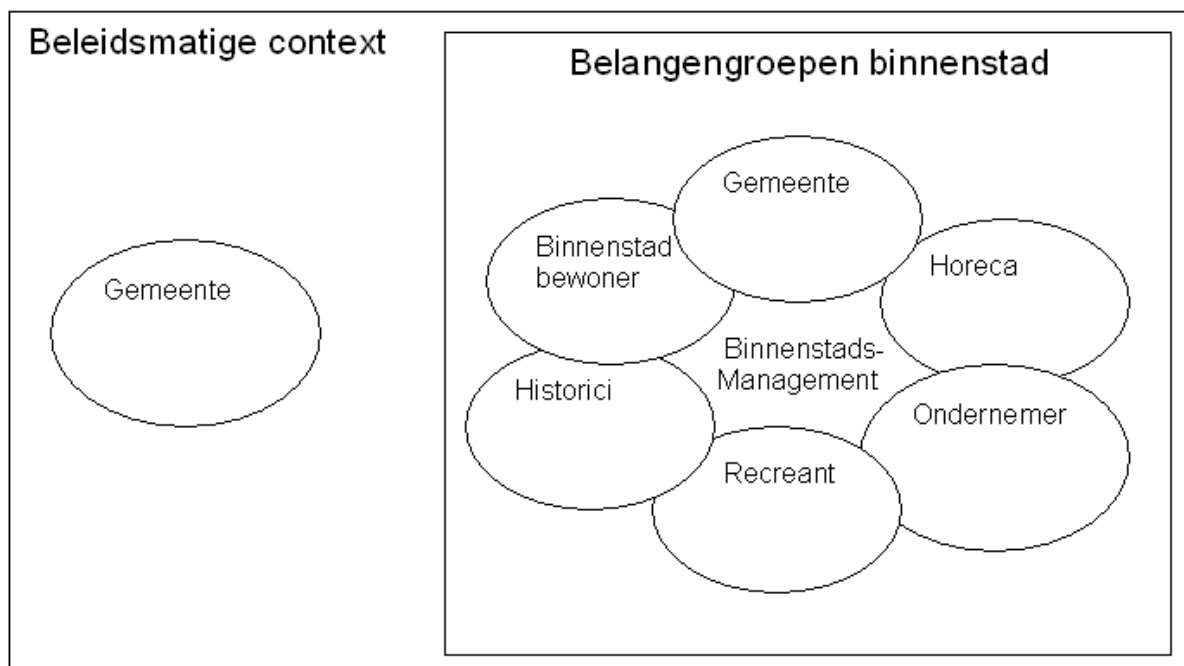 Beleidsmatige context
Gemeente
Belangengroepen binnenstad
Gemeente
Binnenstad
bewoner
Horeca
Binnenstads-
Management
Historici
Ondernemer
Recreant